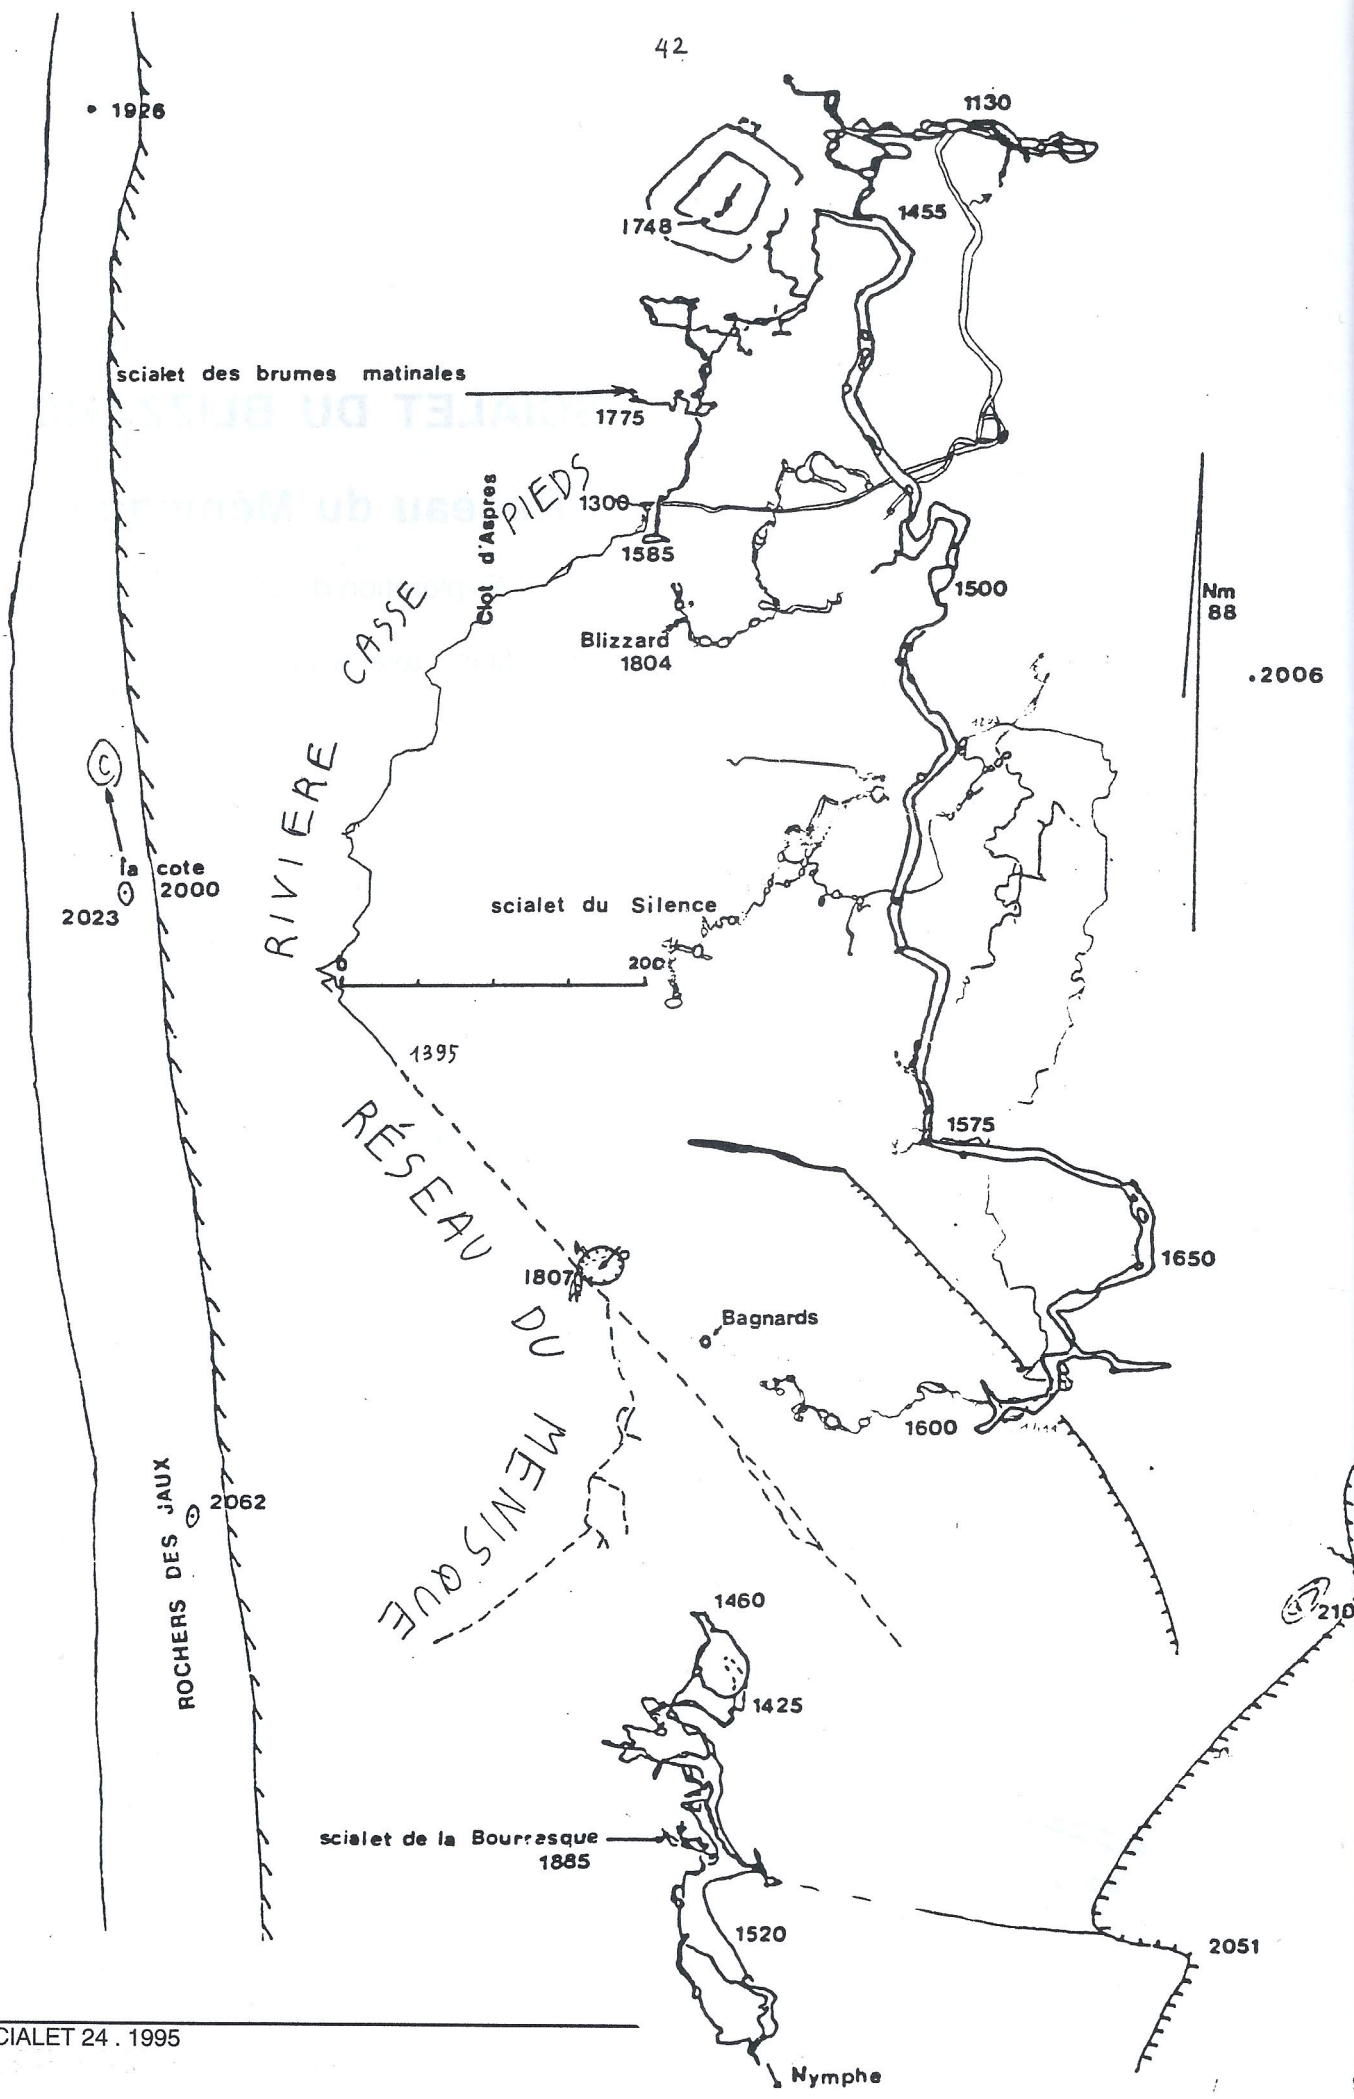 42
1926
1130
1748
1455
scialet des brumes matinales
1775
Clot d'Aspres
RIVIERE CASSE PIEDS
1300
1585
1500
Blizzard
1804
Nm
88
.2006
C
la cote
2000
2023
scialet du Silence
0
200
1395
1575
RÉSEAU DU MENISQUE
1807
1650
Bagnards
1600
ROCHERS DES JAUX
2062
1460
210
1425
scialet de la Bourrasque
1885
1520
2051
CIALET 24 . 1995
Nymphe